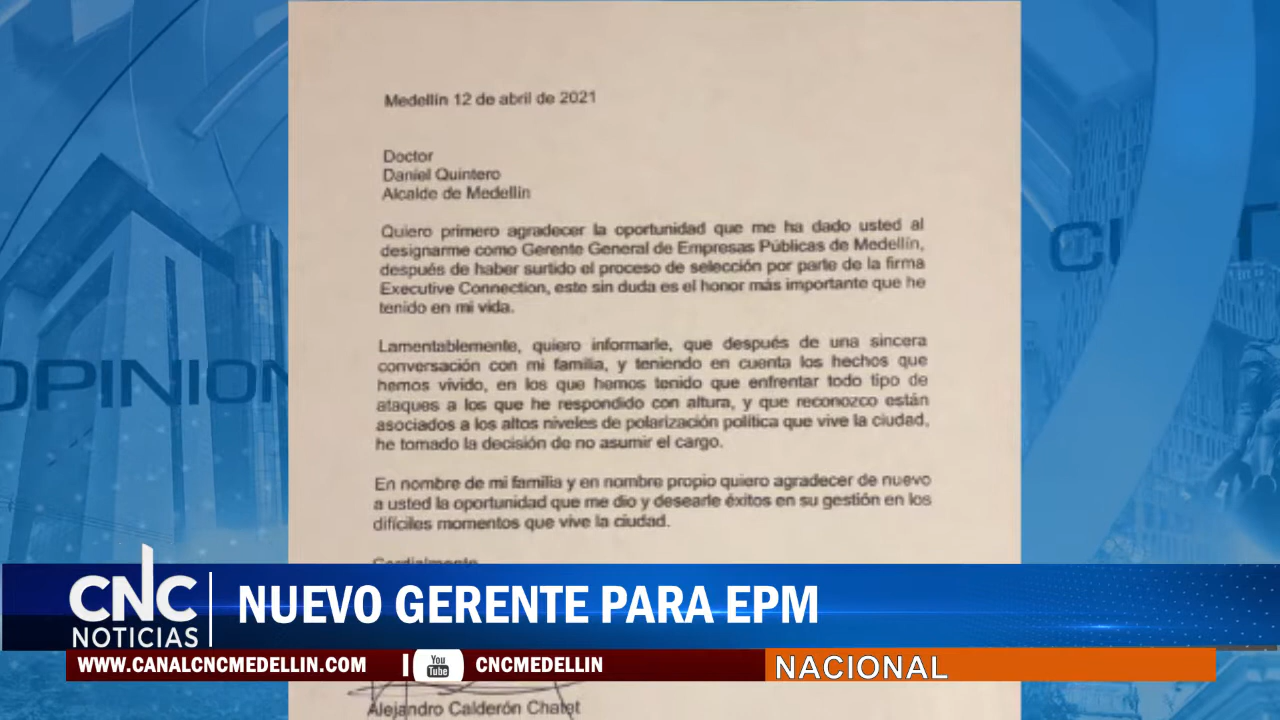 Medellín 12 de abril de 2021
Doctor
Daniel Quintero
Alcalde de Medellín
Quiero primero agradecer la oportunidad que me ha dado usted al
designarme como Gerente General de Empresas Públicas de Medellín,
después de haber surtido el proceso de selección por parte de la firma
Executive Connection, este sin duda es el honor más importante que he
tenido en mi vida.
Lamentablemente, quiero informarle, que después de una sincera
conversación con mi familia, y teniendo en cuenta los hechos que
hemos vivido, en los que hemos tenido que enfrentar todo tipo de
ataques a los que he respondido con altura, y que reconozco están
asociados a los altos niveles de polarización política que vive la ciudad,
he tomado la decisión de no asumir el cargo.
En nombre de mi familia y en nombre propio quiero agradecer de nuevo
a usted la oportunidad que me dio y desearle éxitos en su gestión en los
difíciles momentos que vive la ciudad.
Cordialmente
OPINION
CNC
NOTICIAS
NUEVO GERENTE PARA EPM
WWW.CANALCNCMEDELLIN.COM
You
Tube
CNCMEDELLIN
NACIONAL
Alejandro Calderón Chatet